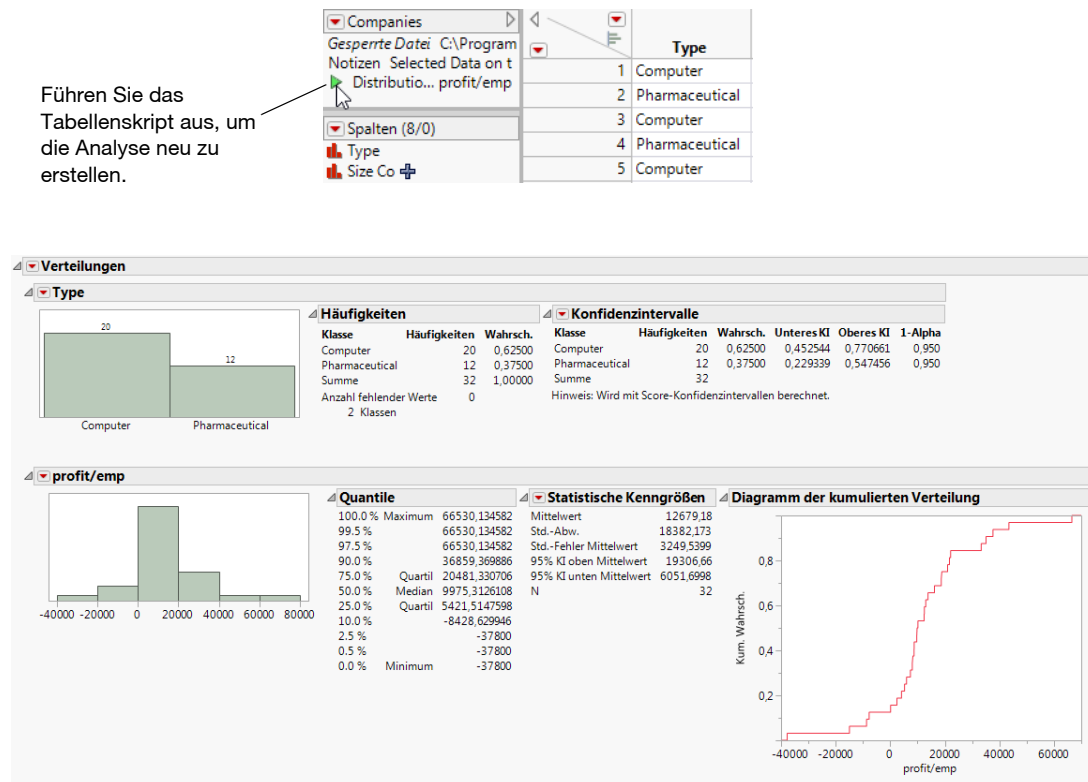 Führen Sie das
Tabellenskript aus, um
die Analyse neu zu
erstellen.
Companies
Gesperrte Datei C:\Program
Notizen Selected Data on t
Distributio... profit/emp
Spalten (8/0)
Type
Size Co
Type
1 Computer
2 Pharmaceutical
3 Computer
4 Pharmaceutical
5 Computer
Verteilungen
Type
20
12
Computer Pharmaceutical
Häufigkeiten
Klasse Häufigkeiten Wahrsch.
Computer 20 0,62500
Pharmaceutical 12 0,37500
Summe 32 1,00000
Anzahl fehlender Werte 0
2 Klassen
Konfidenzintervalle
Klasse Häufigkeiten Wahrsch. Unteres KI Oberes KI 1-Alpha
Computer 20 0,62500 0,452544 0,770661 0,950
Pharmaceutical 12 0,37500 0,229339 0,547456 0,950
Summe 32
Hinweis: Wird mit Score-Konfidenzintervallen berechnet.
profit/emp
-40000 -20000 0 20000 40000 60000 80000
Quantile
100.0 % Maximum 66530,134582
99.5 % 66530,134582
97.5 % 66530,134582
90.0 % 36859,369886
75.0 % Quartil 20481,330706
50.0 % Median 9975,3126108
25.0 % Quartil 5421,5147598
10.0 % -8428,629946
2.5 % -37800
0.5 % -37800
0.0 % Minimum -37800
Statistische Kenngrößen
Mittelwert 12679,18
Std.-Abw. 18382,173
Std.-Fehler Mittelwert 3249,5399
95% KI oben Mittelwert 19306,66
95% KI unten Mittelwert 6051,6998
N 32
Diagramm der kumulierten Verteilung
Kum. Wahrsch.
0,8
0,6
0,4
0,2
-40000 -20000 0 20000 40000 60000
profit/emp